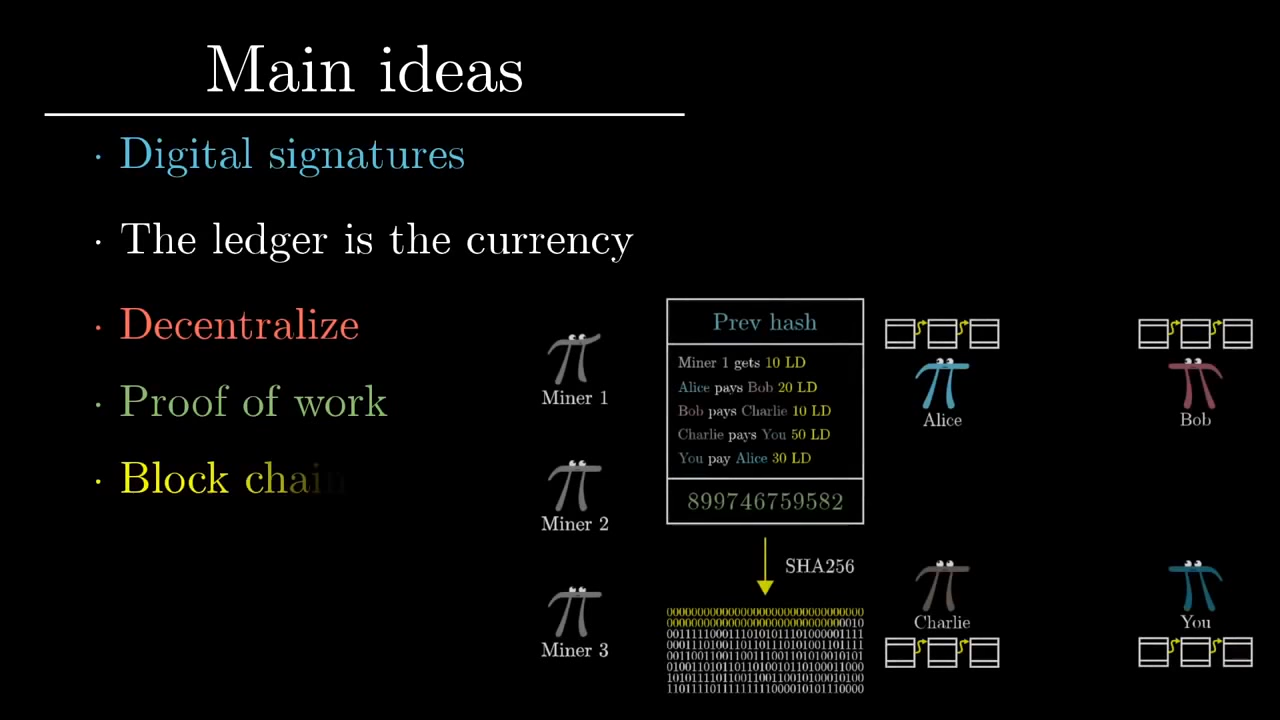 Main ideas
· Digital signatures
· The ledger is the currency
· Decentralize
· Proof of work
· Block chain
Miner 1
Miner 2
Miner 3
Prev hash
Miner 1 gets 10 LD
Alice pays Bob 20 LD
Bob pays Charlie 10 LD
Charlie pays You 50 LD
You pay Alice 30 LD
899746759582
SHA256
Alice
Bob
Charlie
You